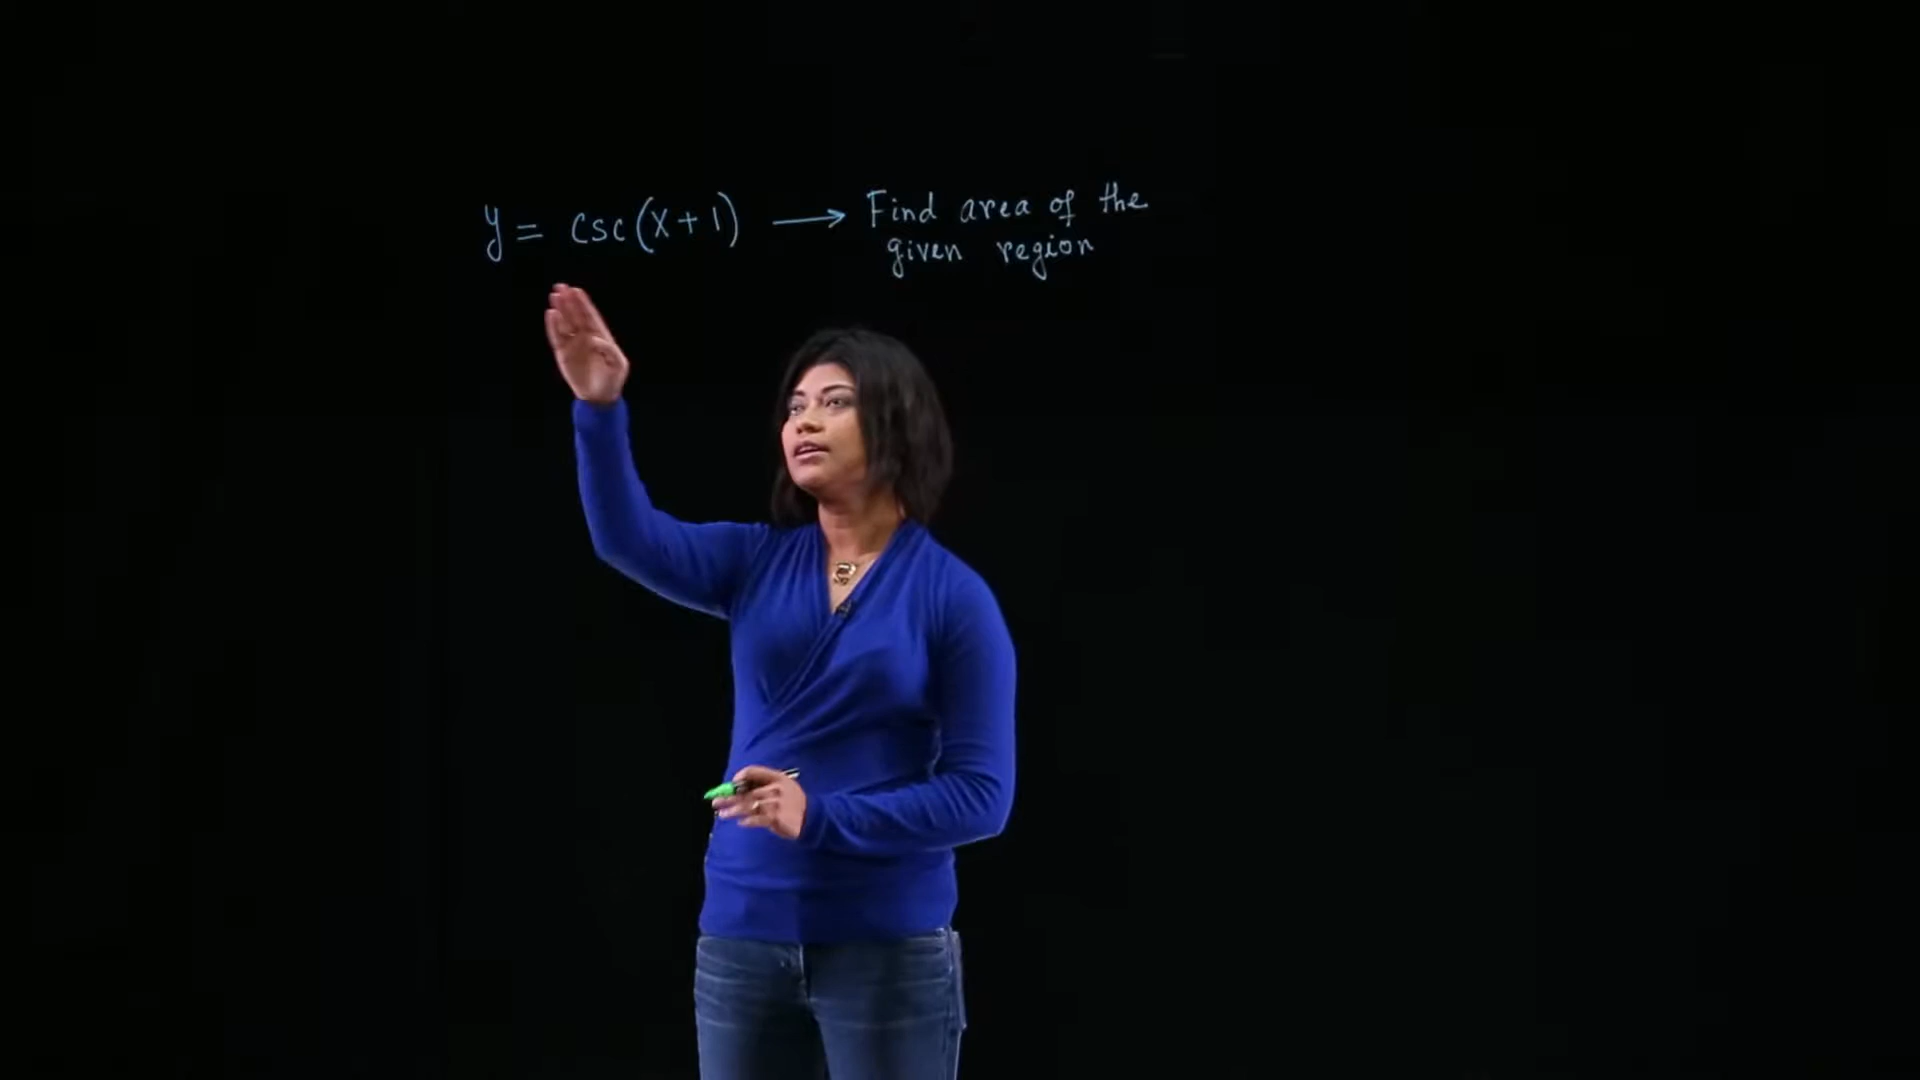 y = csc(x+1) → Find area of the
given region